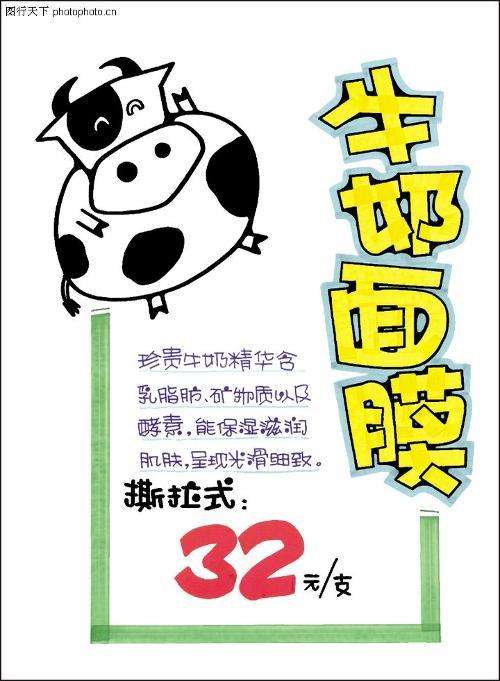 图行天下 photophoto.cn
牛奶面膜
珍贵牛奶精华含
乳脂肪、矿物质以及
酵素,能保湿滋润
肌肤,呈现光滑细致。
撕拉式:
32元/支